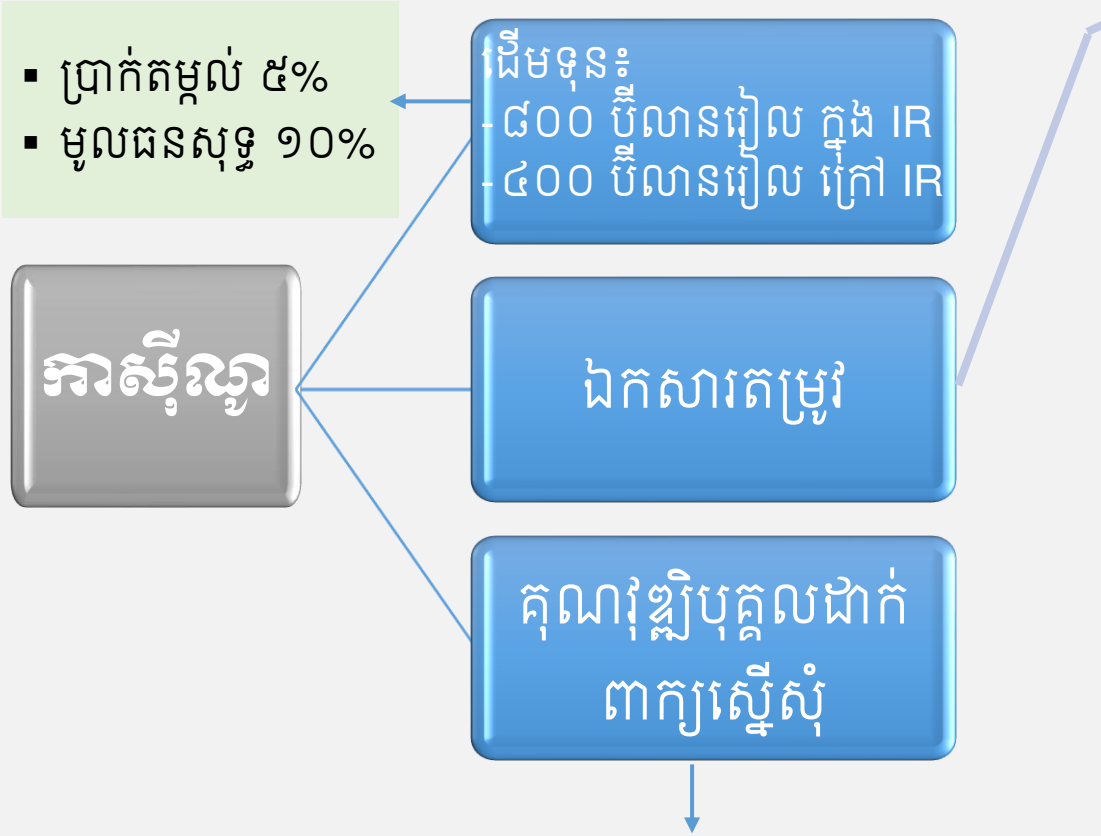 ▪ ប្រាក់តម្កល់ ៥%
▪ មូលធនសុទ្ធ ១០%
ដើមទុន៖
-៨០០ ប៊ីលានរៀល ក្នុង IR
-៤០០ ប៊ីលានរៀល ក្រៅ IR
កាស៊ីណូ
ឯកសារតម្រូវ
គុណវុឌ្ឍិបុគ្គលដាក់
ពាក្យស្នើសុំ